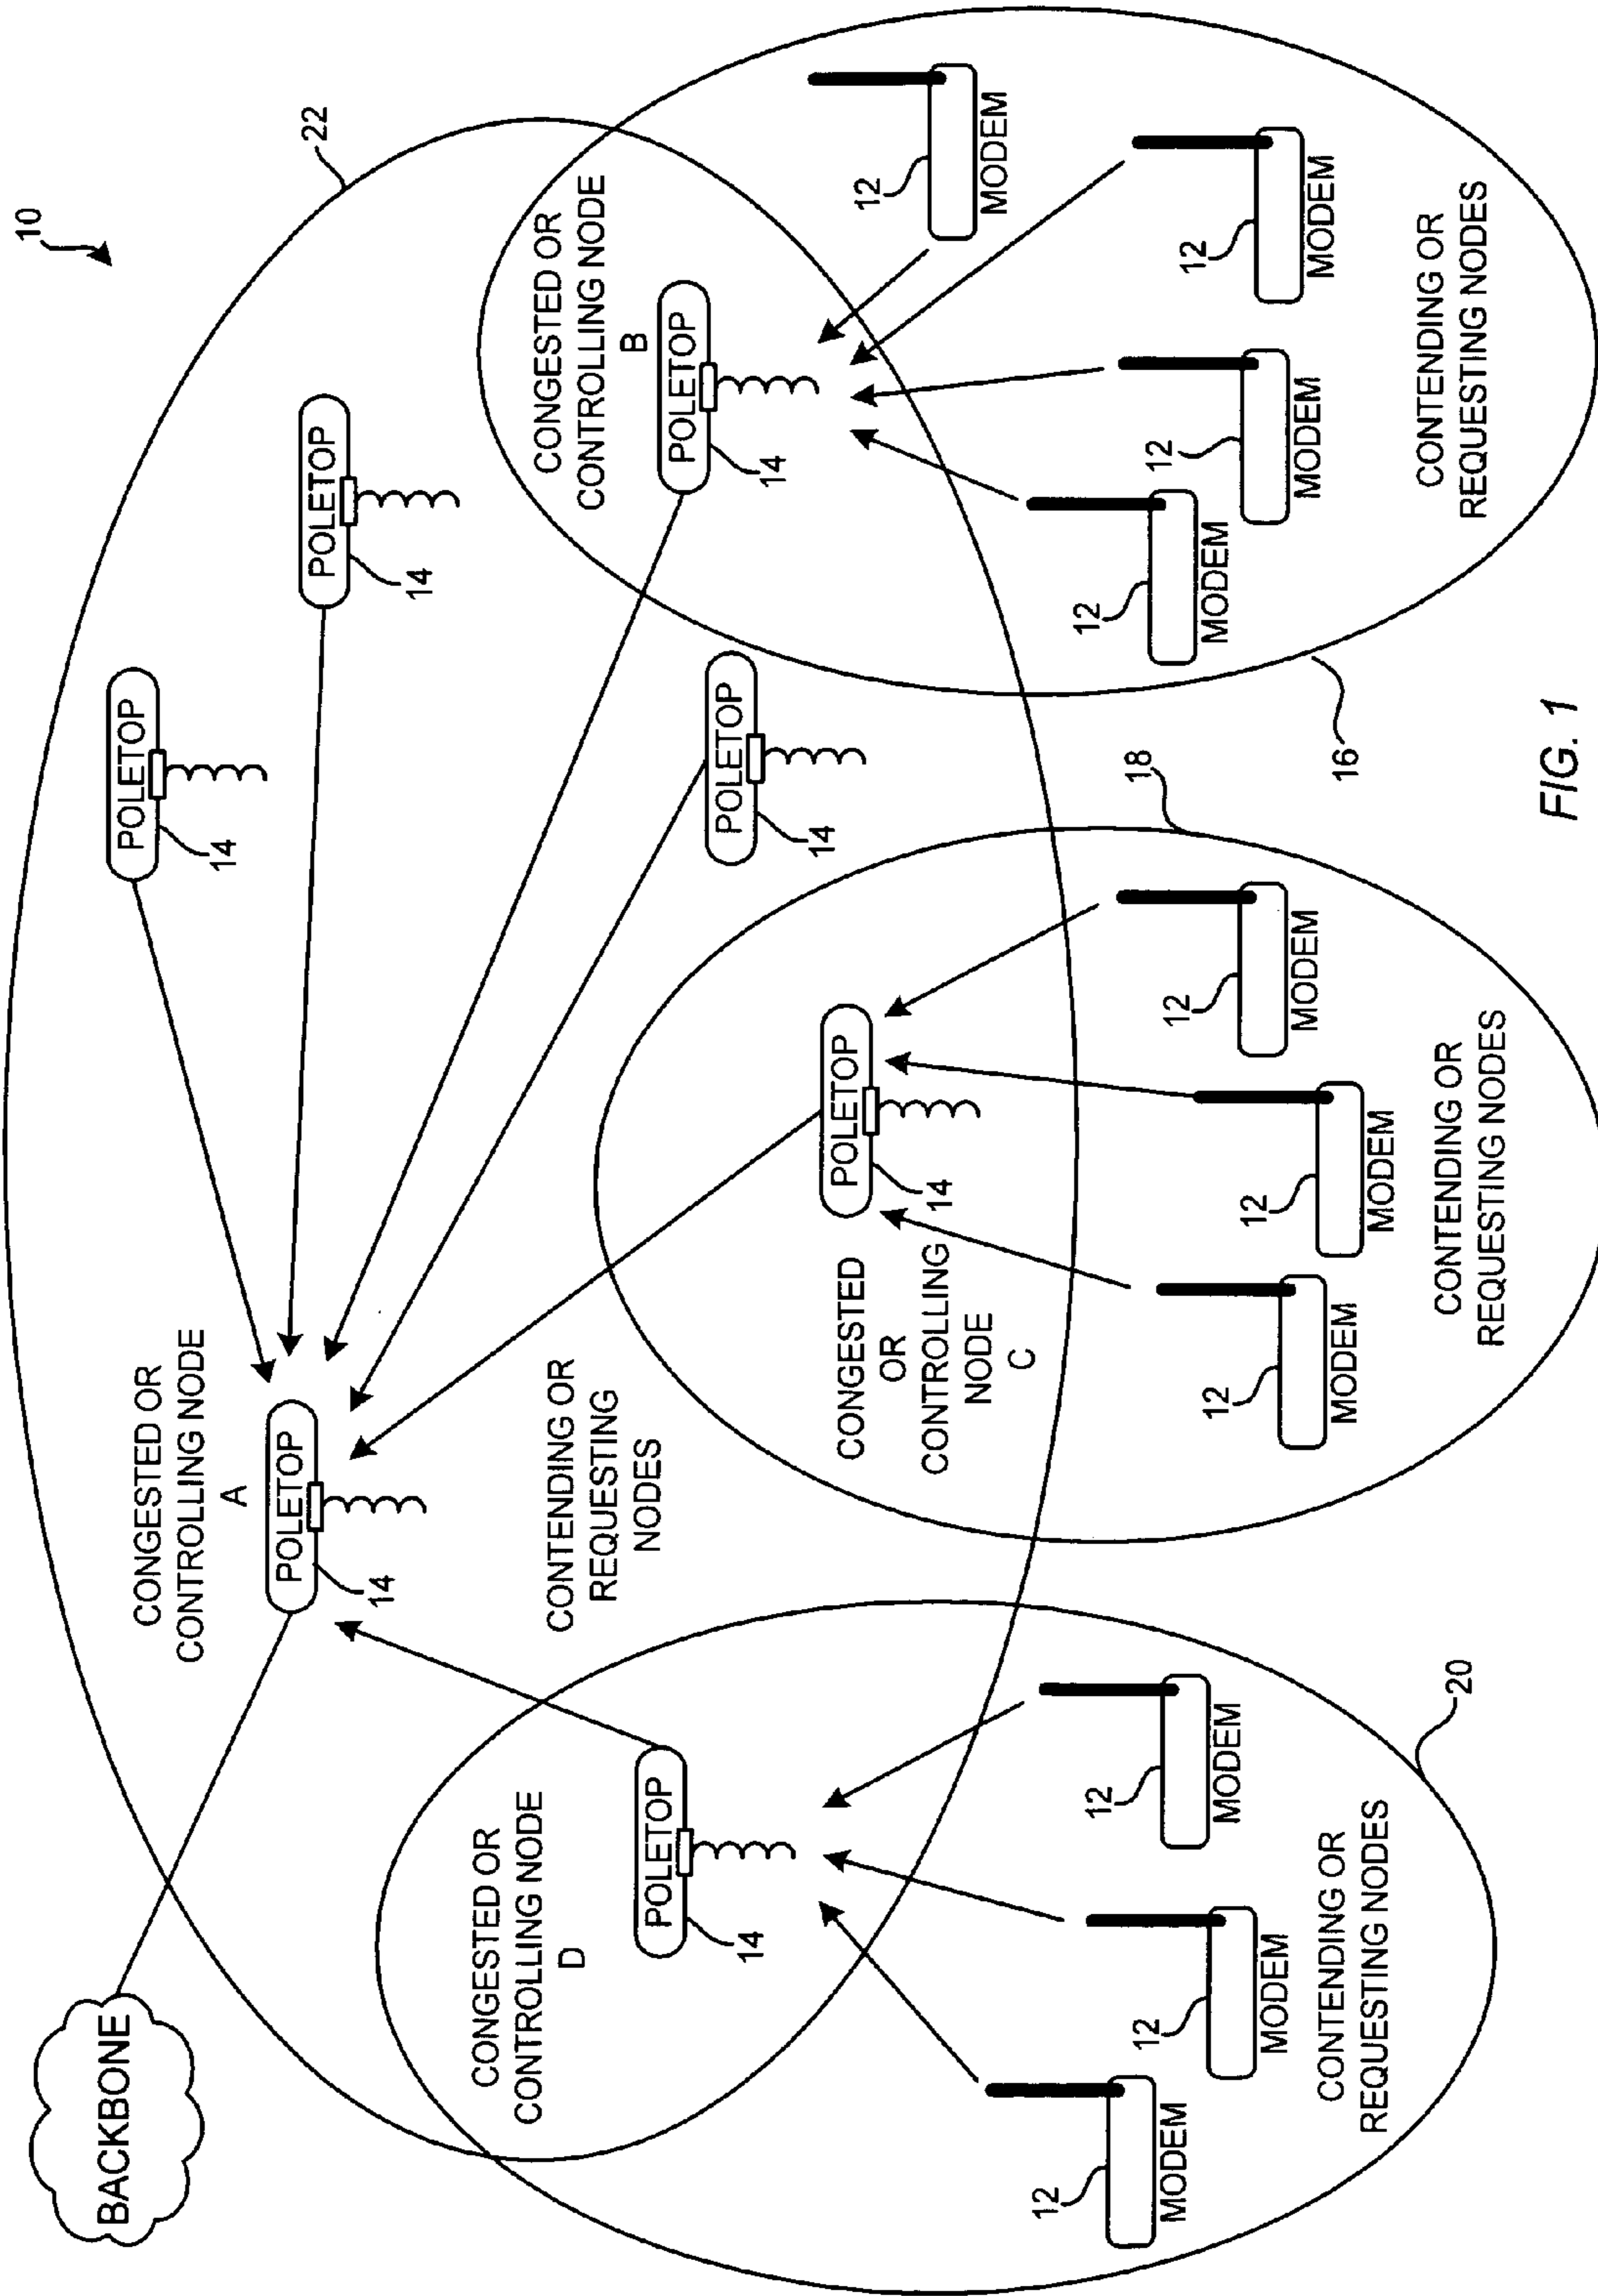 10
22
BACKBONE
CONGESTED OR
CONTROLLING NODE
A
POLETOP
14
POLETOP
14
POLETOP
14
CONGESTED OR
CONTROLLING NODE
D
POLETOP
14
CONTENDING OR
REQUESTING
NODES
POLETOP
14
CONGESTED OR
CONTROLLING NODE
B
POLETOP
14
CONGESTED
OR
CONTROLLING
NODE
C
POLETOP
14
12
MODEM
12
MODEM
12
MODEM
CONTENDING OR
REQUESTING NODES
20
12
MODEM
12
MODEM
12
MODEM
CONTENDING OR
REQUESTING NODES
18
12
MODEM
12
MODEM
12
MODEM
12
MODEM
CONTENDING OR
REQUESTING NODES
16
FIG. 1